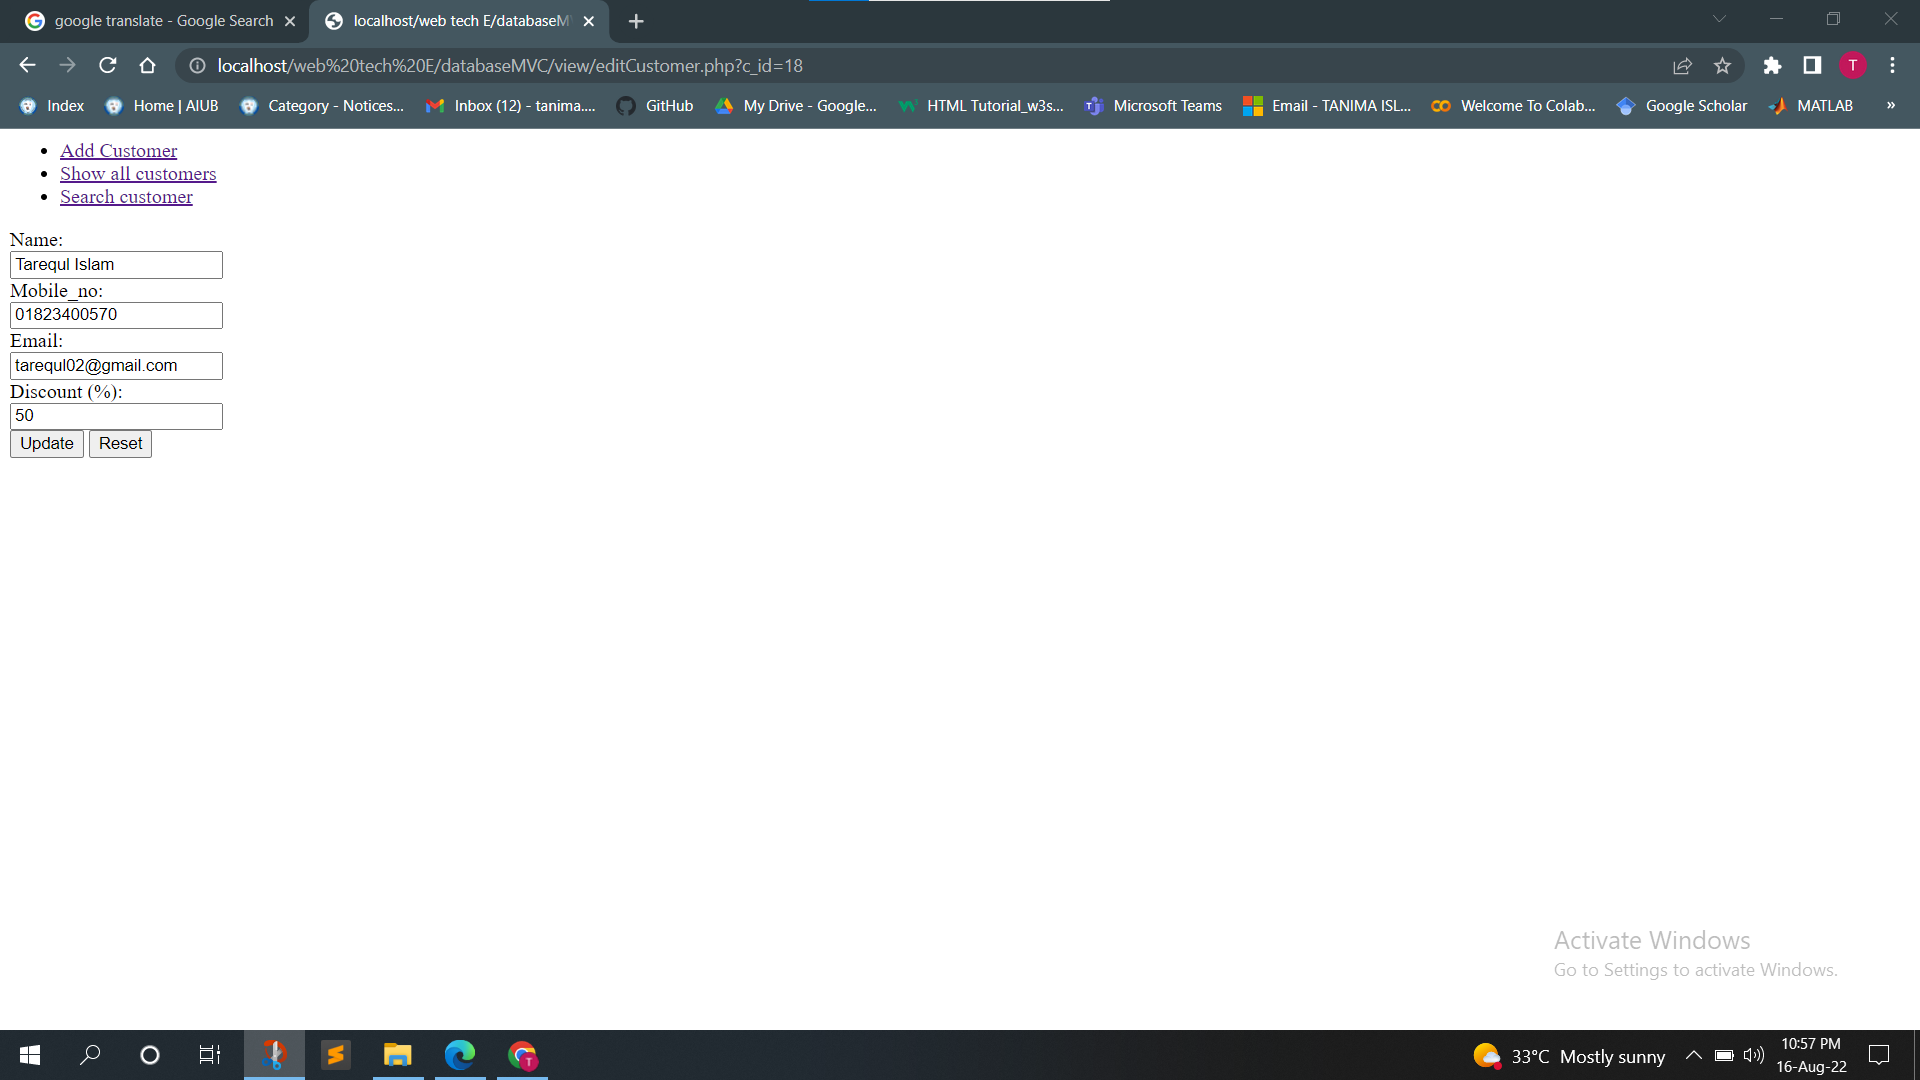 google translate - Google Search
localhost/web tech E/databaseM
localhost/web%20tech%20E/databaseMVC/view/editCustomer.php?c_id=18
T
Index
Home | AIUB
Category - Notices...
Inbox (12) - tanima....
GitHub
My Drive - Google...
HTML Tutorial_w3s...
Microsoft Teams
Email - TANIMA ISL...
Welcome To Colab...
Google Scholar
MATLAB
»
Add Customer
Show all customers
Search customer
Name:
Tarequl Islam
Mobile_no:
01823400570
Email:
tarequl02@gmail.com
Discount (%):
50
Update Reset
Activate Windows
Go to Settings to activate Windows.
T
33°C Mostly sunny
10:57 PM
16-Aug-22